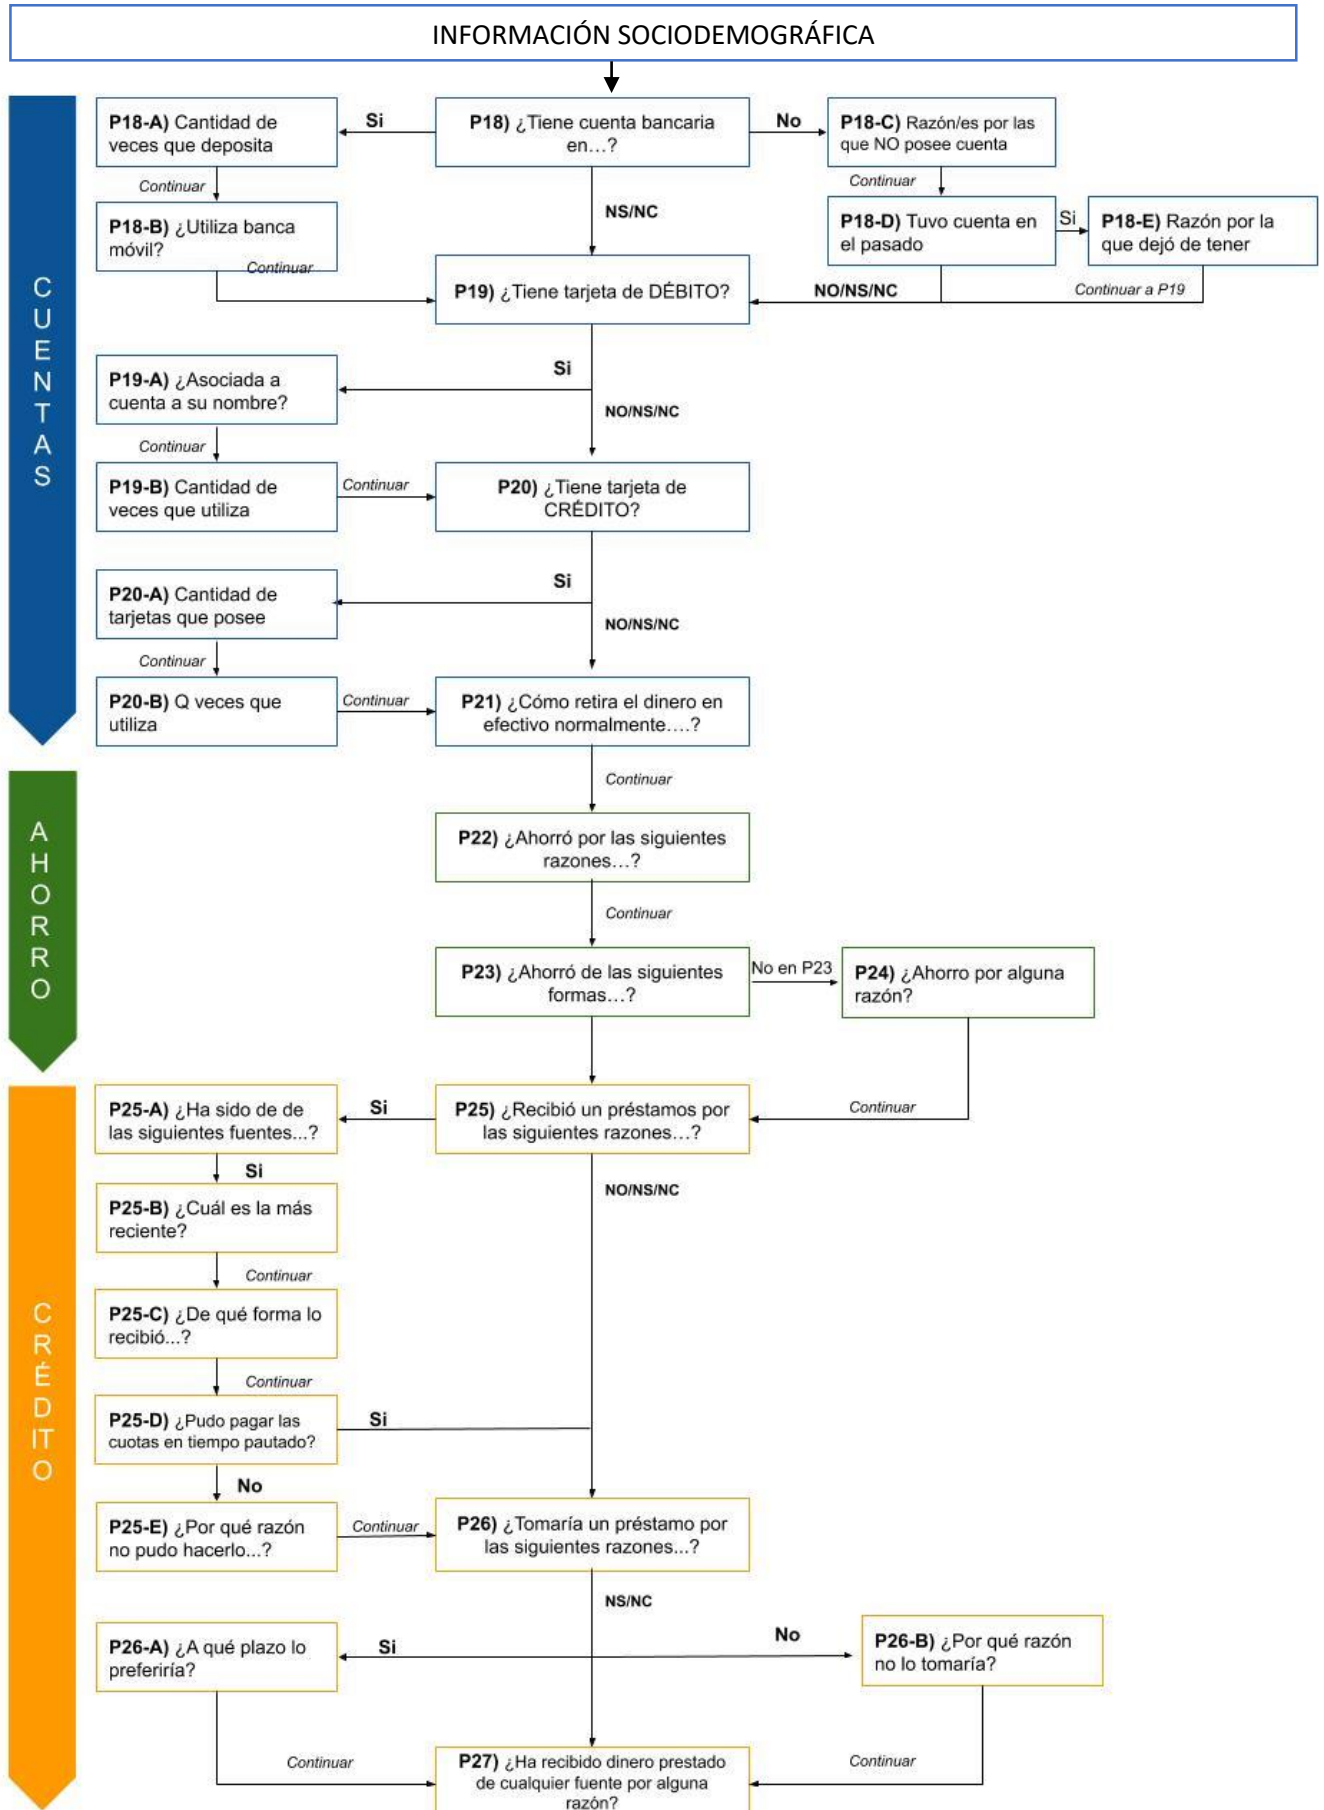 INFORMACIÓN SOCIODEMOGRÁFICA
P18-A) Cantidad de
veces que deposita
Si
P18) ¿Tiene cuenta bancaria
en…?
No
P18-C) Razón/es por las
que NO posee cuenta
Continuar
Continuar
NS/NC
P18-B) ¿Utiliza banca
móvil?
Continuar
P18-D) Tuvo cuenta en
el pasado
Si
P18-E) Razón por la
que dejó de tener
P19) ¿Tiene tarjeta de DÉBITO?
NO/NS/NC
Continuar a P19
CUENTAS
Si
P19-A) ¿Asociada a
cuenta a su nombre?
NO/NS/NC
Continuar
P19-B) Cantidad de
veces que utiliza
Continuar
P20) ¿Tiene tarjeta de
CRÉDITO?
Si
P20-A) Cantidad de
tarjetas que posee
NO/NS/NC
Continuar
P20-B) Q veces que
utiliza
Continuar
P21) ¿Cómo retira el dinero en
efectivo normalmente….?
Continuar
AHORRO
P22) ¿Ahorró por las siguientes
razones…?
Continuar
P23) ¿Ahorró de las siguientes
formas…?
No en P23
P24) ¿Ahorro por alguna
razón?
CRÉDITO
P25-A) ¿Ha sido de de
las siguientes fuentes...?
Si
P25) ¿Recibió un préstamos por
las siguientes razones…?
Continuar
Si
NO/NS/NC
P25-B) ¿Cuál es la más
reciente?
Continuar
P25-C) ¿De qué forma lo
recibió...?
Continuar
P25-D) ¿Pudo pagar las
cuotas en tiempo pautado?
Si
No
P25-E) ¿Por qué razón
no pudo hacerlo...?
Continuar
P26) ¿Tomaría un préstamo por
las siguientes razones...?
NS/NC
P26-A) ¿A qué plazo lo
preferiría?
Si
No
P26-B) ¿Por qué razón
no lo tomaría?
Continuar
P27) ¿Ha recibido dinero prestado
de cualquier fuente por alguna
razón?
Continuar